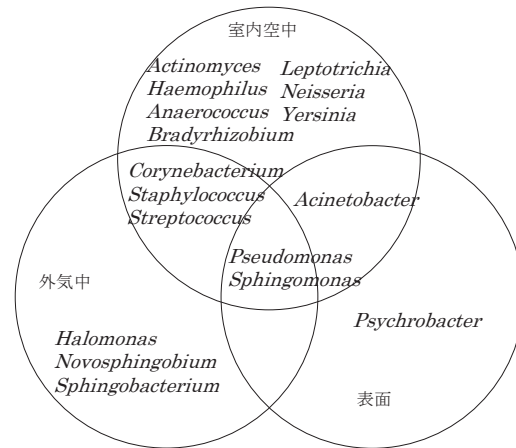 室内空中
Actinomyces Leptotrichia
Haemophilus Neisseria
Anaerococcus Yersinia
Bradyrhizobium
Corynebacterium
Staphylococcus
Streptococcus
Acinetobacter
Pseudomonas
Sphingomonas
外気中
Psychrobacter
Halomonas
Novosphingobium
Sphingobacterium
表面